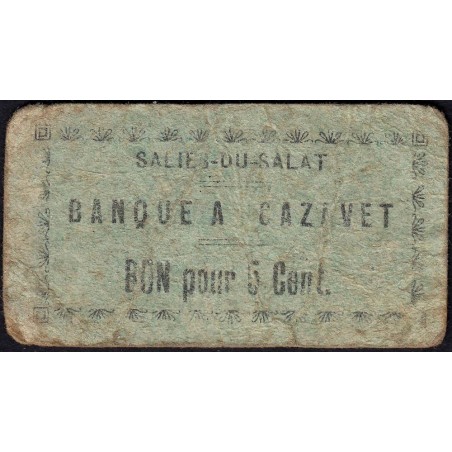 SALIES-DU-SALAT
BANQUE A CAZAVET
BON pour 5 Cent.